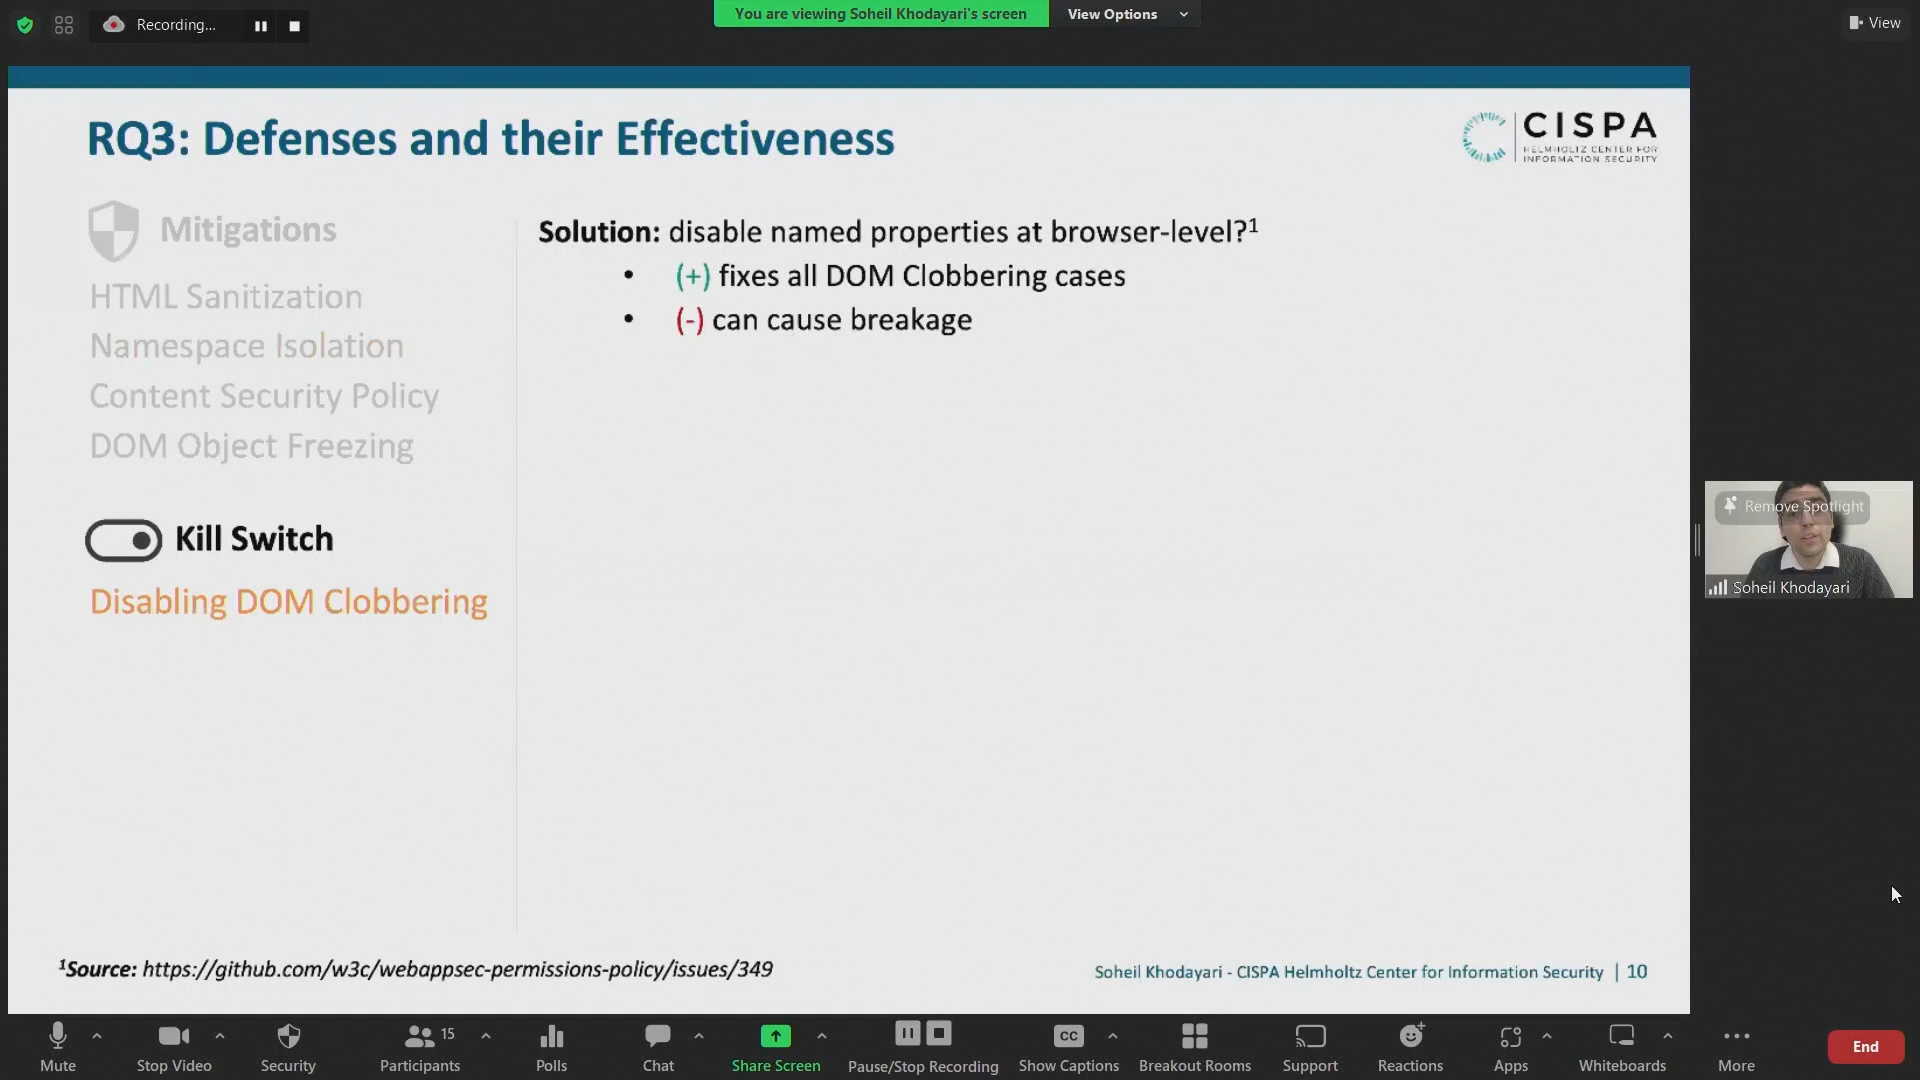 Recording...
You are viewing Soheil Khodayari's screen
View Options
View
RQ3: Defenses and their Effectiveness
CISPA
HELMHOLTZ CENTER FOR
INFORMATION SECURITY
Mitigations
HTML Sanitization
Namespace Isolation
Content Security Policy
DOM Object Freezing
Kill Switch
Disabling DOM Clobbering
Solution: disable named properties at browser-level?¹
• (+) fixes all DOM Clobbering cases
• (-) can cause breakage
Remove Spotlight
Soheil Khodayari
¹Source: https://github.com/w3c/webappsec-permissions-policy/issues/349
Soheil Khodayari - CISPA Helmholtz Center for Information Security | 10
Mute
Stop Video
Security
15
Participants
Polls
Chat
Share Screen
Pause/Stop Recording
CC
Show Captions
Breakout Rooms
Support
Reactions
Apps
Whiteboards
More
End